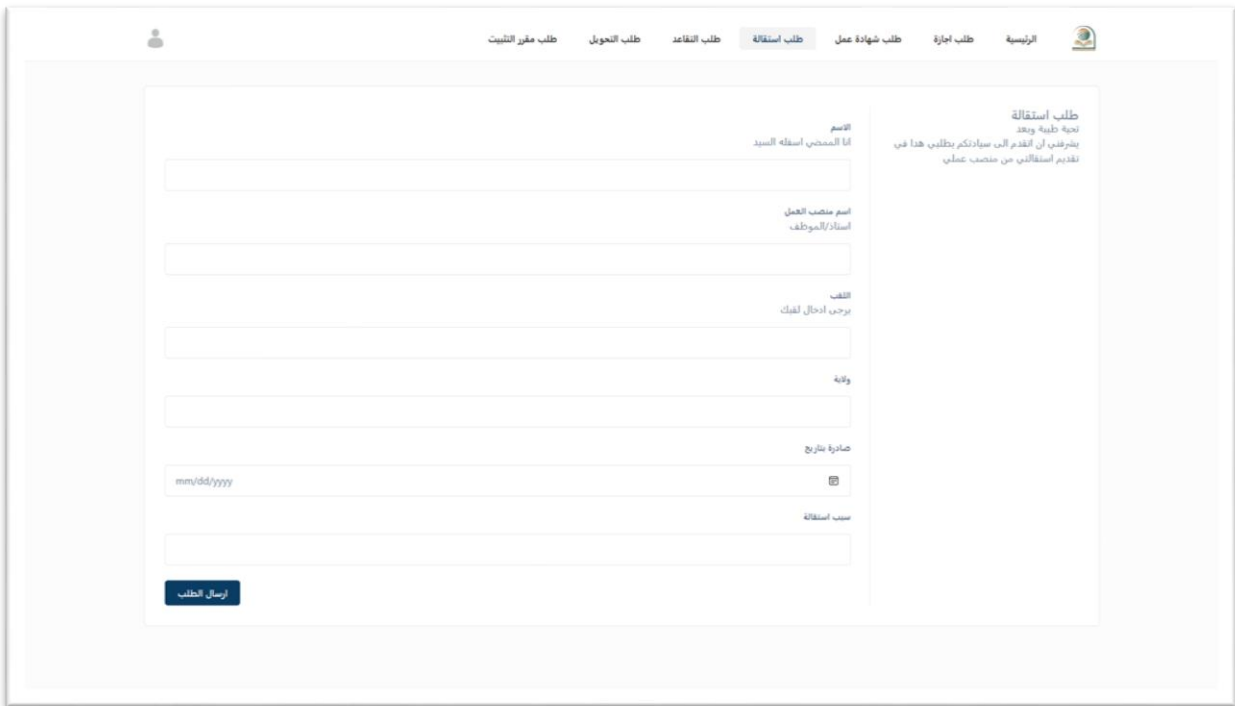 الرئيسية
طلب اجازة
طلب شهادة عمل
طلب استقالة
طلب التقاعد
طلب التحويل
طلب مقرر التثبيت
طلب استقالة
تحية طيبة وبعد
يشرفني ان اتقدم الى سيادتكم بطلبي هدا في
تقديم استقالتي من منصب عملي
الاسم
انا الممضي اسفله السيد
اسم منصب العمل
استاذ/الموظف
اللقب
يرجى ادخال لقبك
ولاية
صادرة بتاريخ
mm/dd/yyyy
سبب استقالة
ارسال الطلب